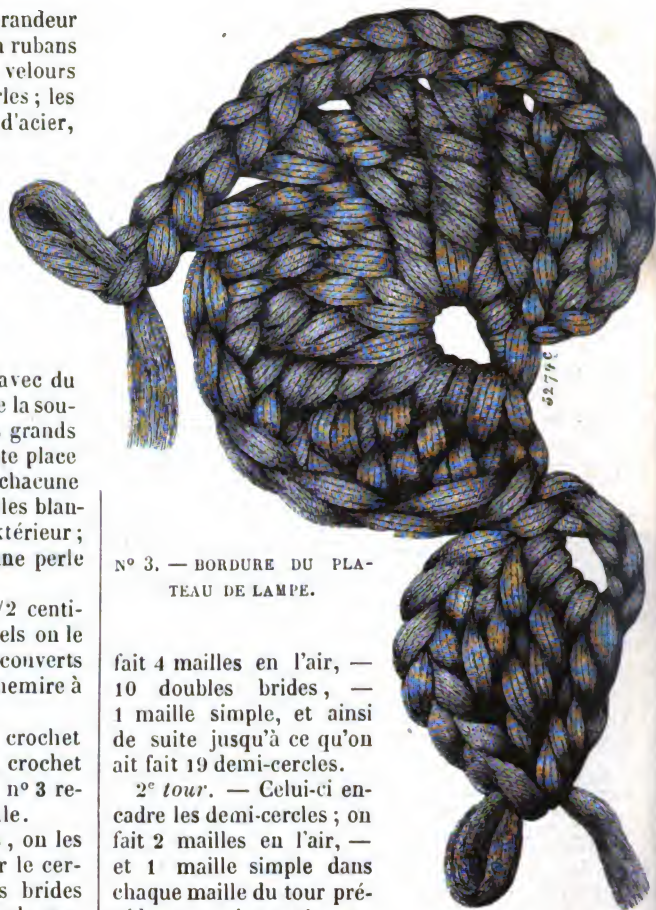 randeur
rubans
velours
rles ; les
d'acier,
avec du
e la sou-
grands
te place
chacune
les blan-
xtérieur ;
ne perle
/2 centi-
els on le
couverts
hemire à
crochet
crochet
nº 3 re-
le.
, on les
r le cer-
s brides
52746
Nº 3. — BORDURE DU PLA-
TEAU DE LAMPE.
fait 4 mailles en l'air, —
10 doubles brides, —
1 maille simple, et ainsi
de suite jusqu'à ce qu'on
ait fait 19 demi-cercles.
2e tour. — Celui-ci en-
cadre les demi-cercles ; on
fait 2 mailles en l'air, —
et 1 maille simple dans
chaque maille du tour pré-